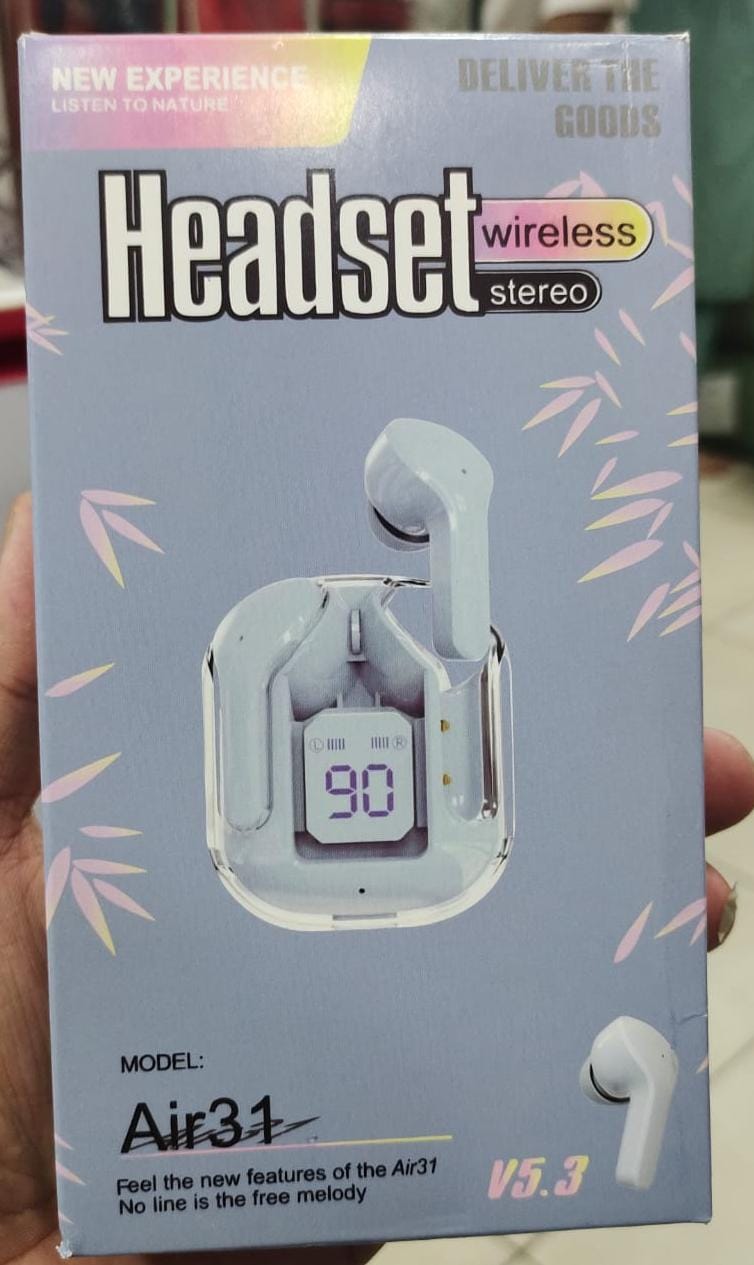 NEW EXPERIENCE
LISTEN TO NATURE
DELIVER THE
GOODS
Headset
wireless
stereo
L R
90
MODEL:
Air31
Feel the new features of the Air31
No line is the free melody
V5.3